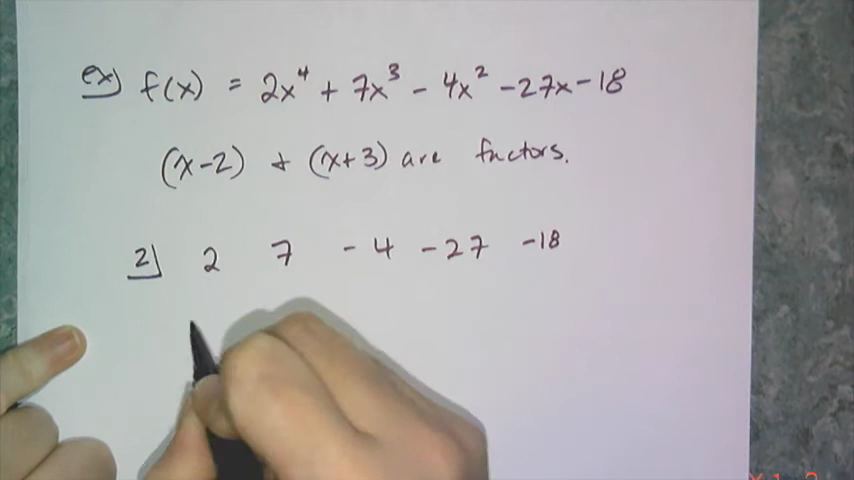 ex) f(x) = 2x⁴ + 7x³ - 4x² - 27x - 18
(x-2) + (x+3) are factors.
2) 2 7 -4 -27 -18